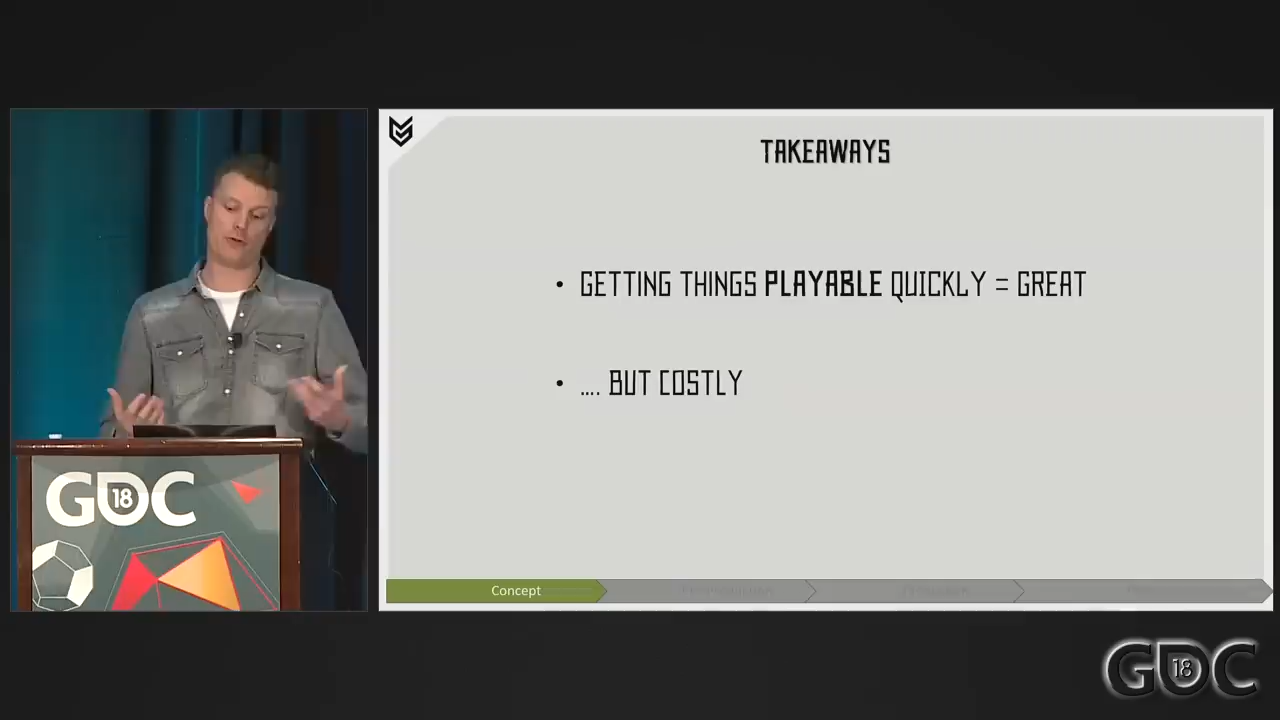 TAKEAWAYS
• GETTING THINGS PLAYABLE QUICKLY = GREAT
• .... BUT COSTLY
Concept
GDC 18
GDC 18